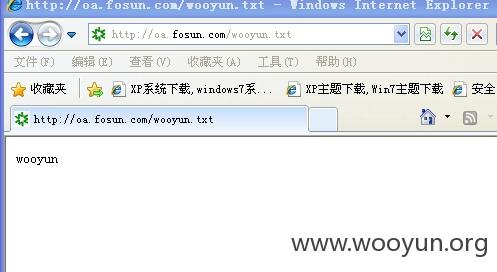 http://oa.fosun.com/wooyun.txt - Windows Internet Explorer
http://oa.fosun.com/wooyun.txt
文件(F) 编辑(E) 查看(V) 收藏夹(A) 工具(T) 帮助(H)
收藏夹 XP系统下载,windows7系... XP主题下载,Win7主题下载 安全
http://oa.fosun.com/wooyun.txt
wooyun
www.wooyun.org